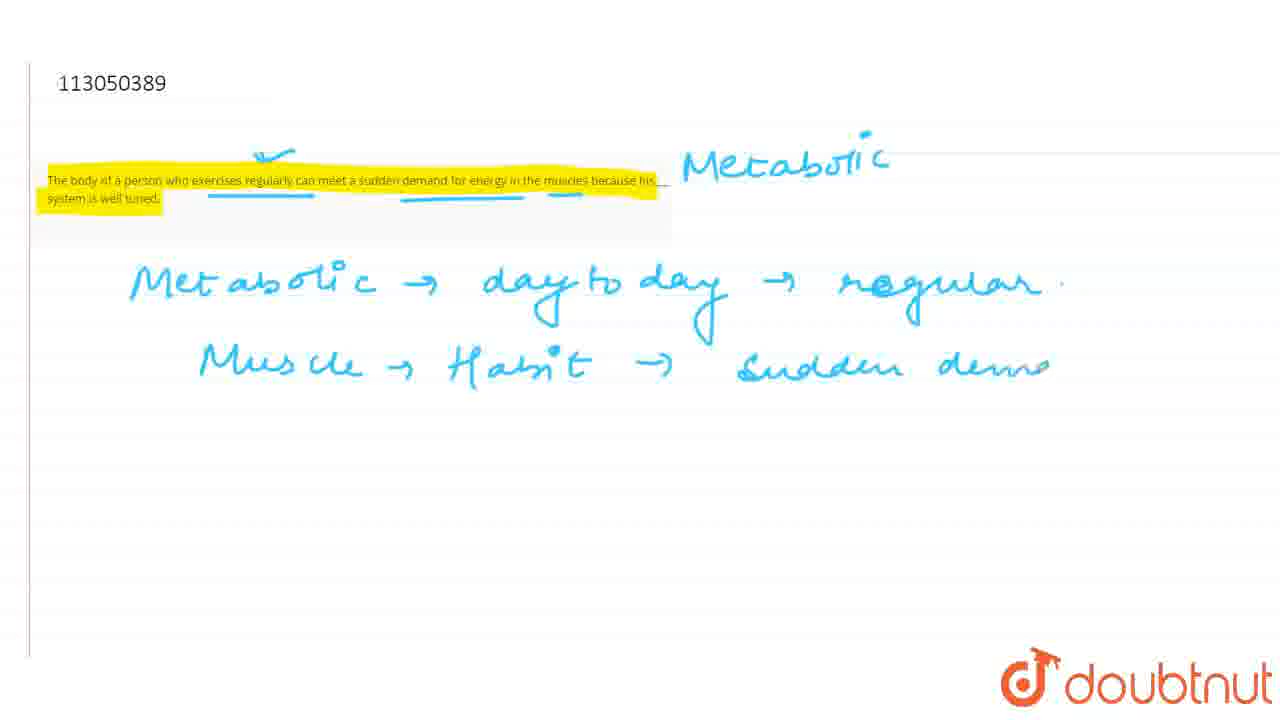 113050389
Metabolic
The body of a person who exercises regularly can meet a sudden demand for energy in the muscles because his __
system is well tuned.
Metabolic → day to day → regular.
Muscle → Habit → sudden dema
doubtnut